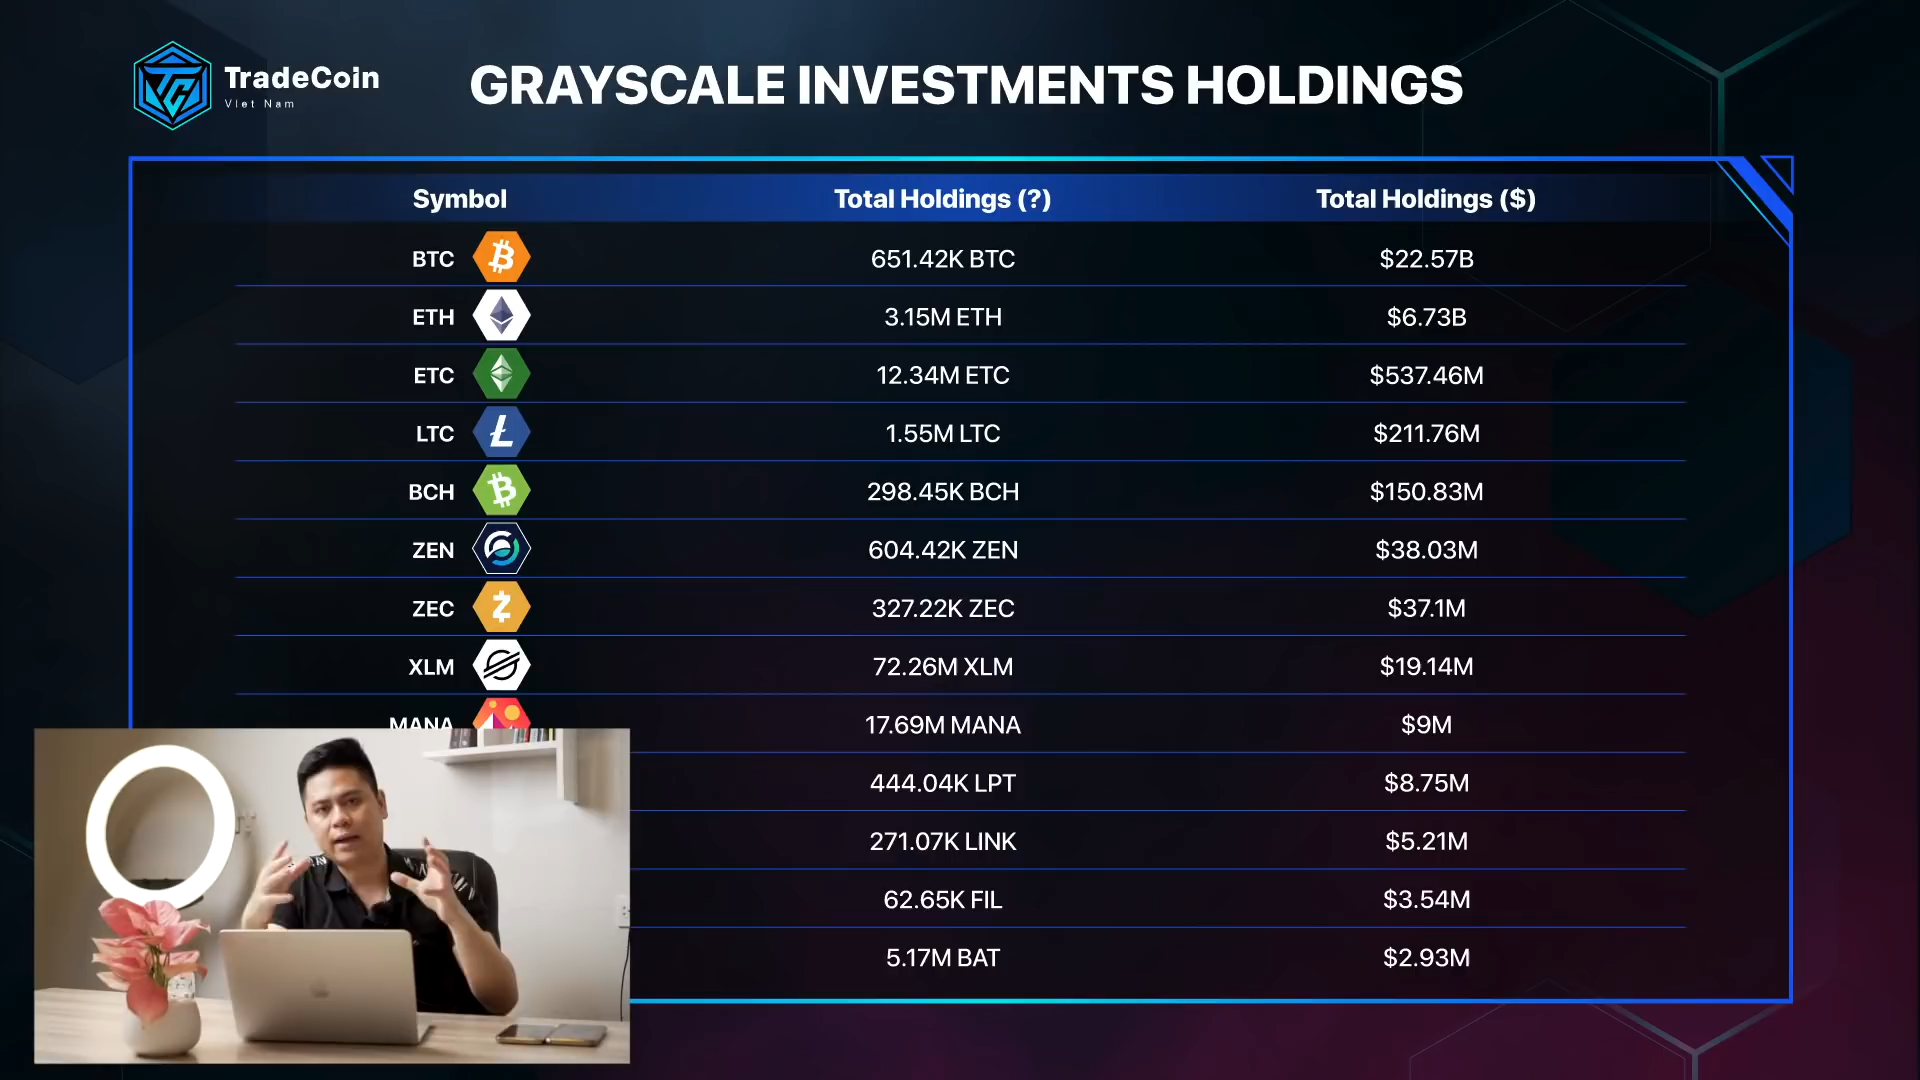 TradeCoin
VIet Nam
GRAYSCALE INVESTMENTS HOLDINGS
Symbol Total Holdings (?) Total Holdings ($)
BTC 651.42K BTC $22.57B
ETH 3.15M ETH $6.73B
ETC 12.34M ETC $537.46M
LTC 1.55M LTC $211.76M
BCH 298.45K BCH $150.83M
ZEN 604.42K ZEN $38.03M
ZEC 327.22K ZEC $37.1M
XLM 72.26M XLM $19.14M
MANA 17.69M MANA $9M
444.04K LPT $8.75M
271.07K LINK $5.21M
62.65K FIL $3.54M
5.17M BAT $2.93M